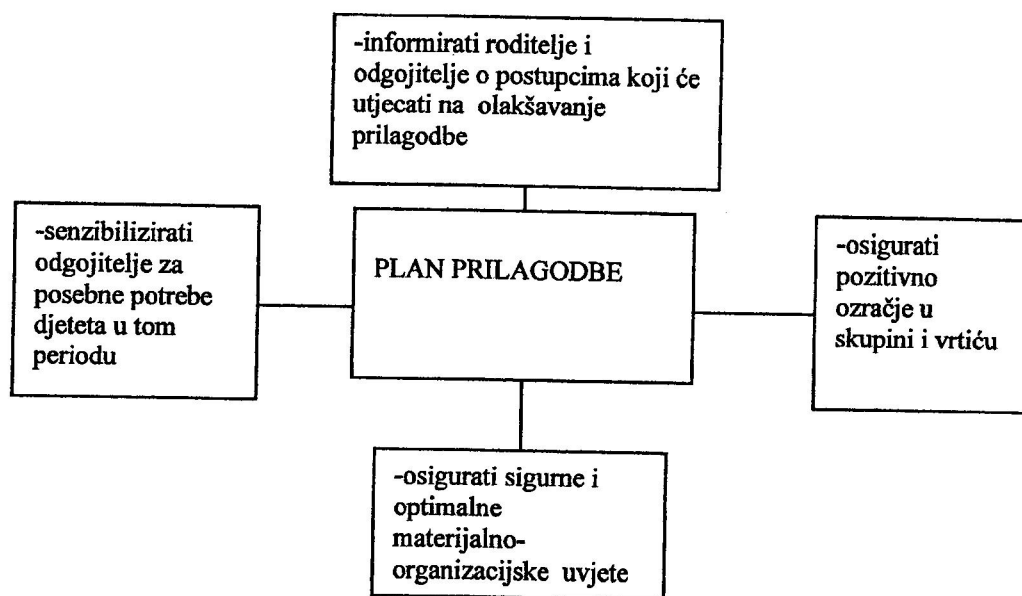 -informirati roditelje i
odgojitelje o postupcima koji će
utjecati na olakšavanje
prilagodbe
-senzibilizirati
odgojitelje za
posebne potrebe
djeteta u tom
periodu
PLAN PRILAGODBE
-osigurati
pozitivno
ozračje u
skupini i vrtiću
-osigurati sigurne i
optimalne
materijalno-
organizacijske uvjete